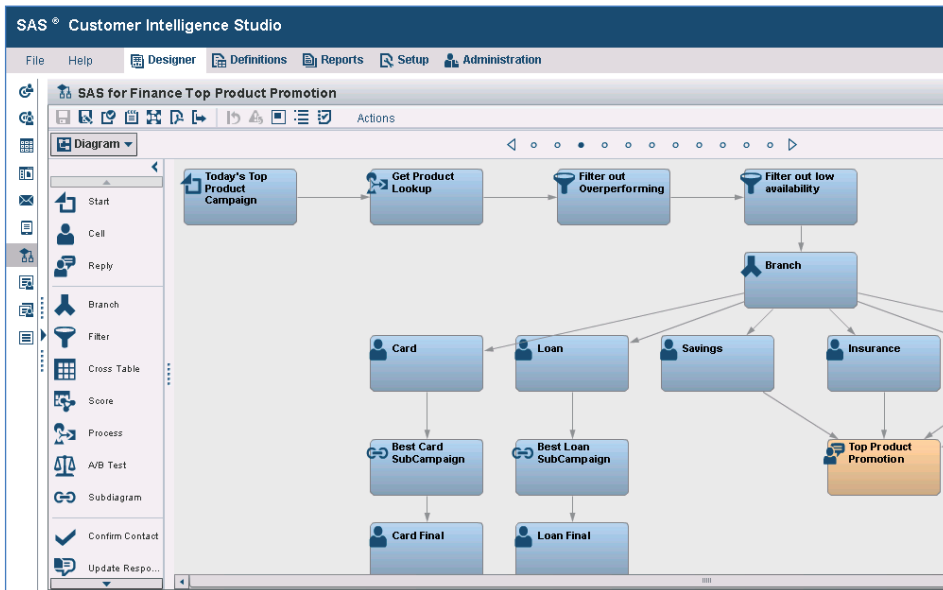 SAS ® Customer Intelligence Studio
File Help Designer Definitions Reports Setup Administration
SAS for Finance Top Product Promotion
Actions
Diagram
Start
Cell
Reply
Branch
Filter
Cross Table
Score
Process
A/B Test
Subdiagram
Confirm Contact
Update Respo...
Today's Top
Product
Campaign
Get Product
Lookup
Filter out
Overperforming
Filter out low
availability
Branch
Card
Loan
Savings
Insurance
Best Card
SubCampaign
Best Loan
SubCampaign
Top Product
Promotion
Card Final
Loan Final